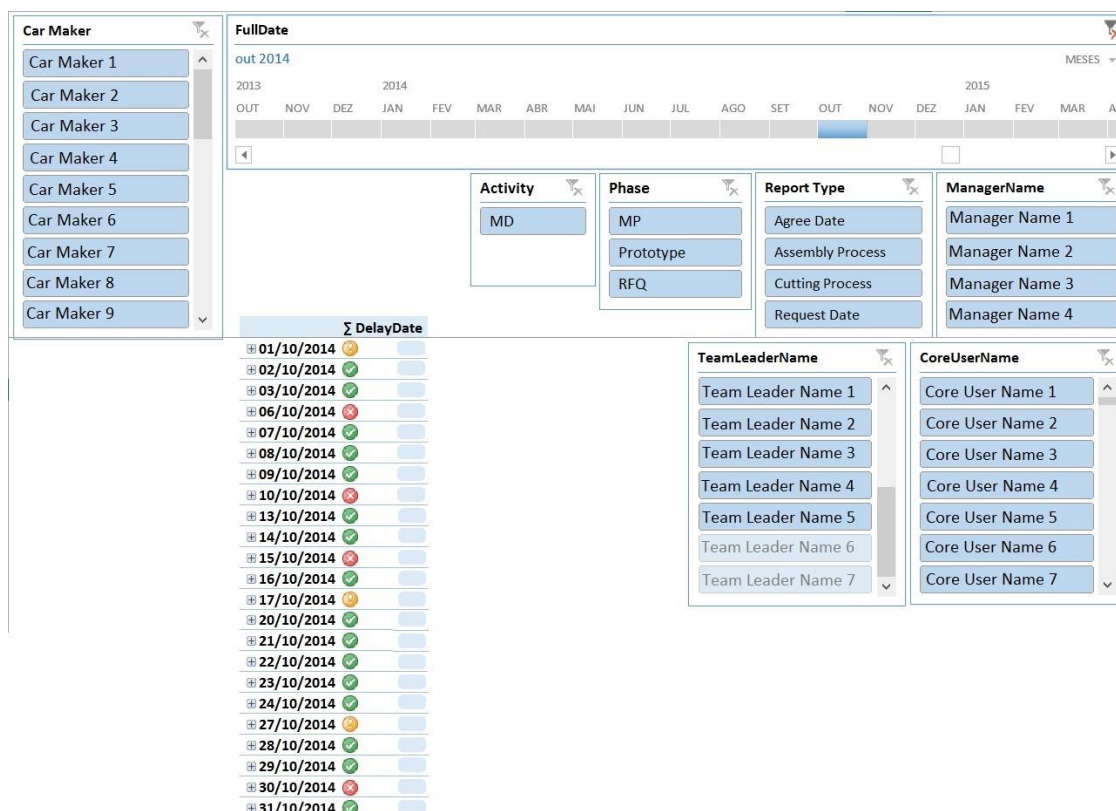 Car Maker
Car Maker 1
Car Maker 2
Car Maker 3
Car Maker 4
Car Maker 5
Car Maker 6
Car Maker 7
Car Maker 8
Car Maker 9
FullDate
out 2014
MESES
2013 2014 2015
OUT NOV DEZ JAN FEV MAR ABR MAI JUN JUL AGO SET OUT NOV DEZ JAN FEV MAR A
Activity
MD
Phase
MP
Prototype
RFQ
Report Type
Agree Date
Assembly Process
Cutting Process
Request Date
ManagerName
Manager Name 1
Manager Name 2
Manager Name 3
Manager Name 4
∑ DelayDate
01/10/2014
02/10/2014
03/10/2014
06/10/2014
07/10/2014
08/10/2014
09/10/2014
10/10/2014
13/10/2014
14/10/2014
15/10/2014
16/10/2014
17/10/2014
20/10/2014
21/10/2014
22/10/2014
23/10/2014
24/10/2014
27/10/2014
28/10/2014
29/10/2014
30/10/2014
31/10/2014
TeamLeaderName
Team Leader Name 1
Team Leader Name 2
Team Leader Name 3
Team Leader Name 4
Team Leader Name 5
Team Leader Name 6
Team Leader Name 7
CoreUserName
Core User Name 1
Core User Name 2
Core User Name 3
Core User Name 4
Core User Name 5
Core User Name 6
Core User Name 7